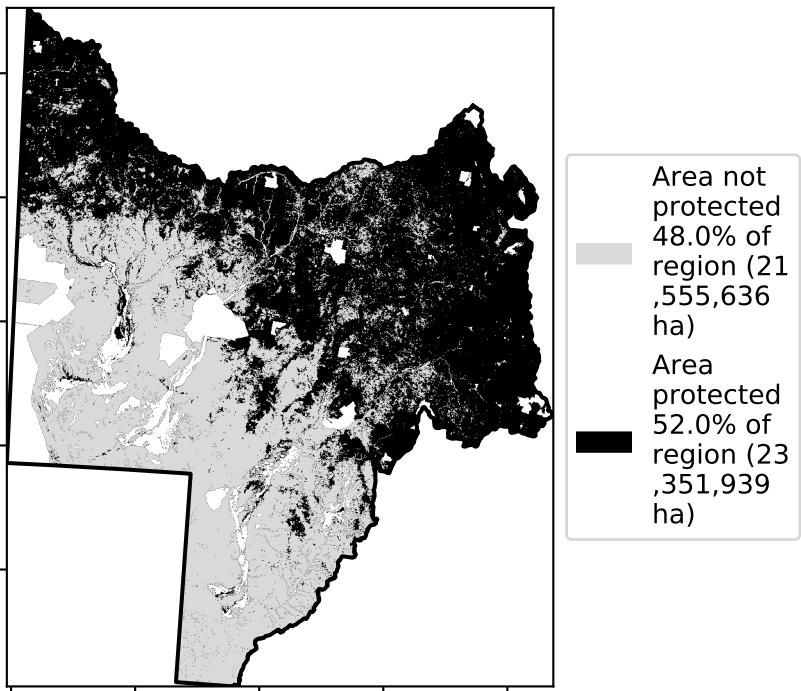 Area not
protected
48.0% of
region (21
,555,636
ha)
Area
protected
52.0% of
region (23
,351,939
ha)